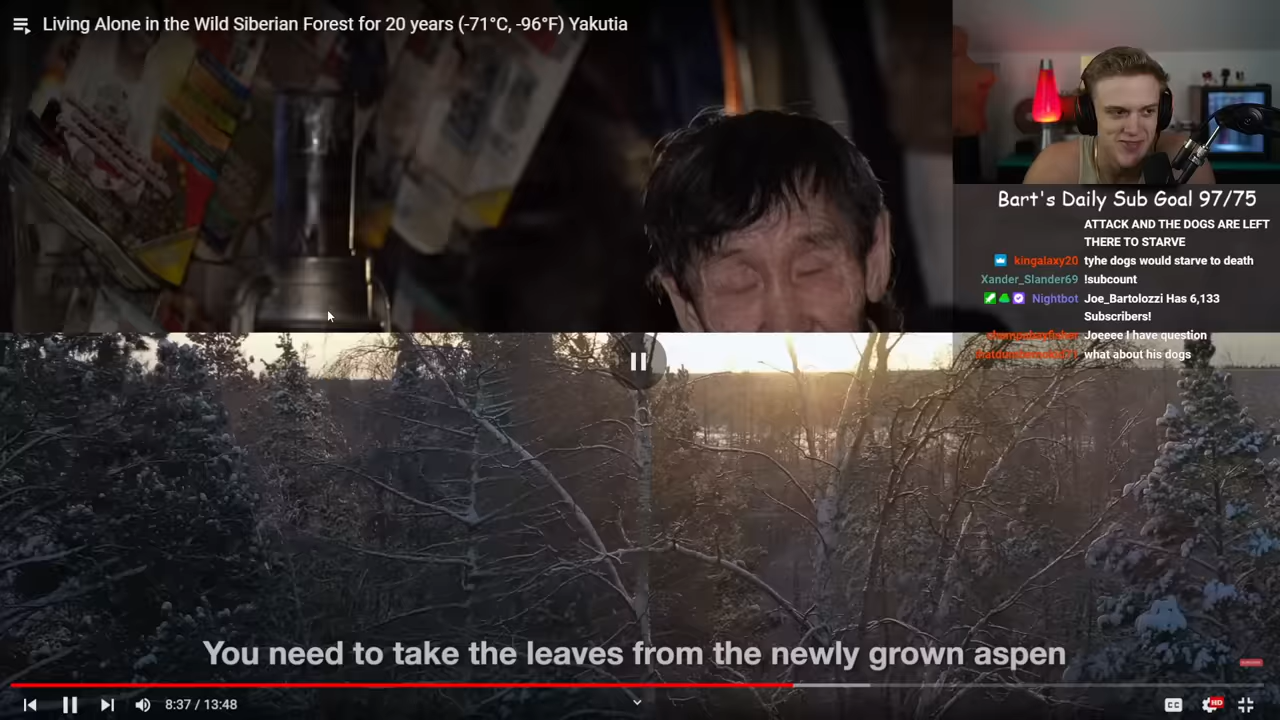 Living Alone in the Wild Siberian Forest for 20 years (-71°C, -96°F) Yakutia
Bart's Daily Sub Goal 97/75
ATTACK AND THE DOGS ARE LEFT
THERE TO STARVE
kingalaxy20 tyhe dogs would starve to death
Xander_Slander69 !subcount
Nightbot Joe_Bartolozzi Has 6,133
Subscribers!
Joeeee I have question
what about his dogs
You need to take the leaves from the newly grown aspen
8:37 / 13:48
CC
HD